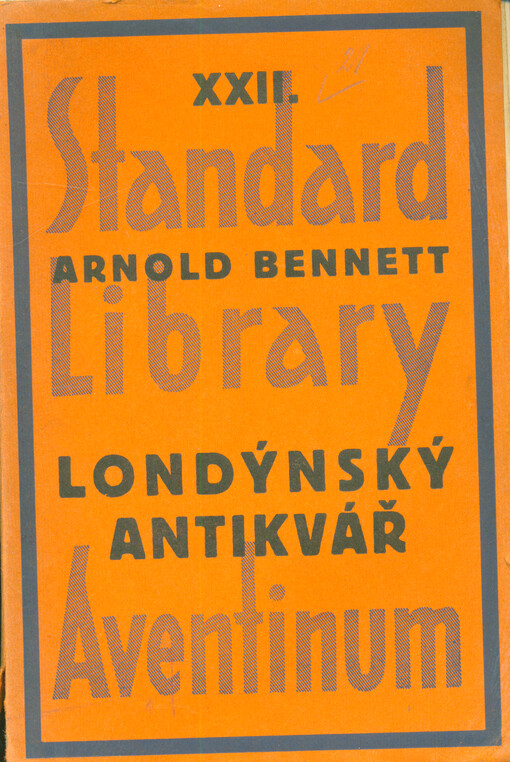 XXII.
Standard
ARNOLD BENNETT
Library
LONDÝNSKÝ
ANTIKVÁŘ
Aventinum